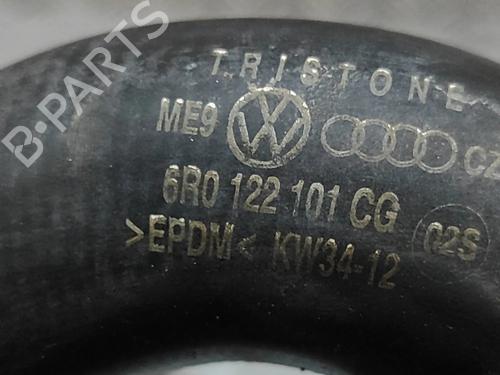 TRISTONE
ME9 CZ
6R0 122 101 CG
>EPDM< KW34-12 02S
B-PARTS